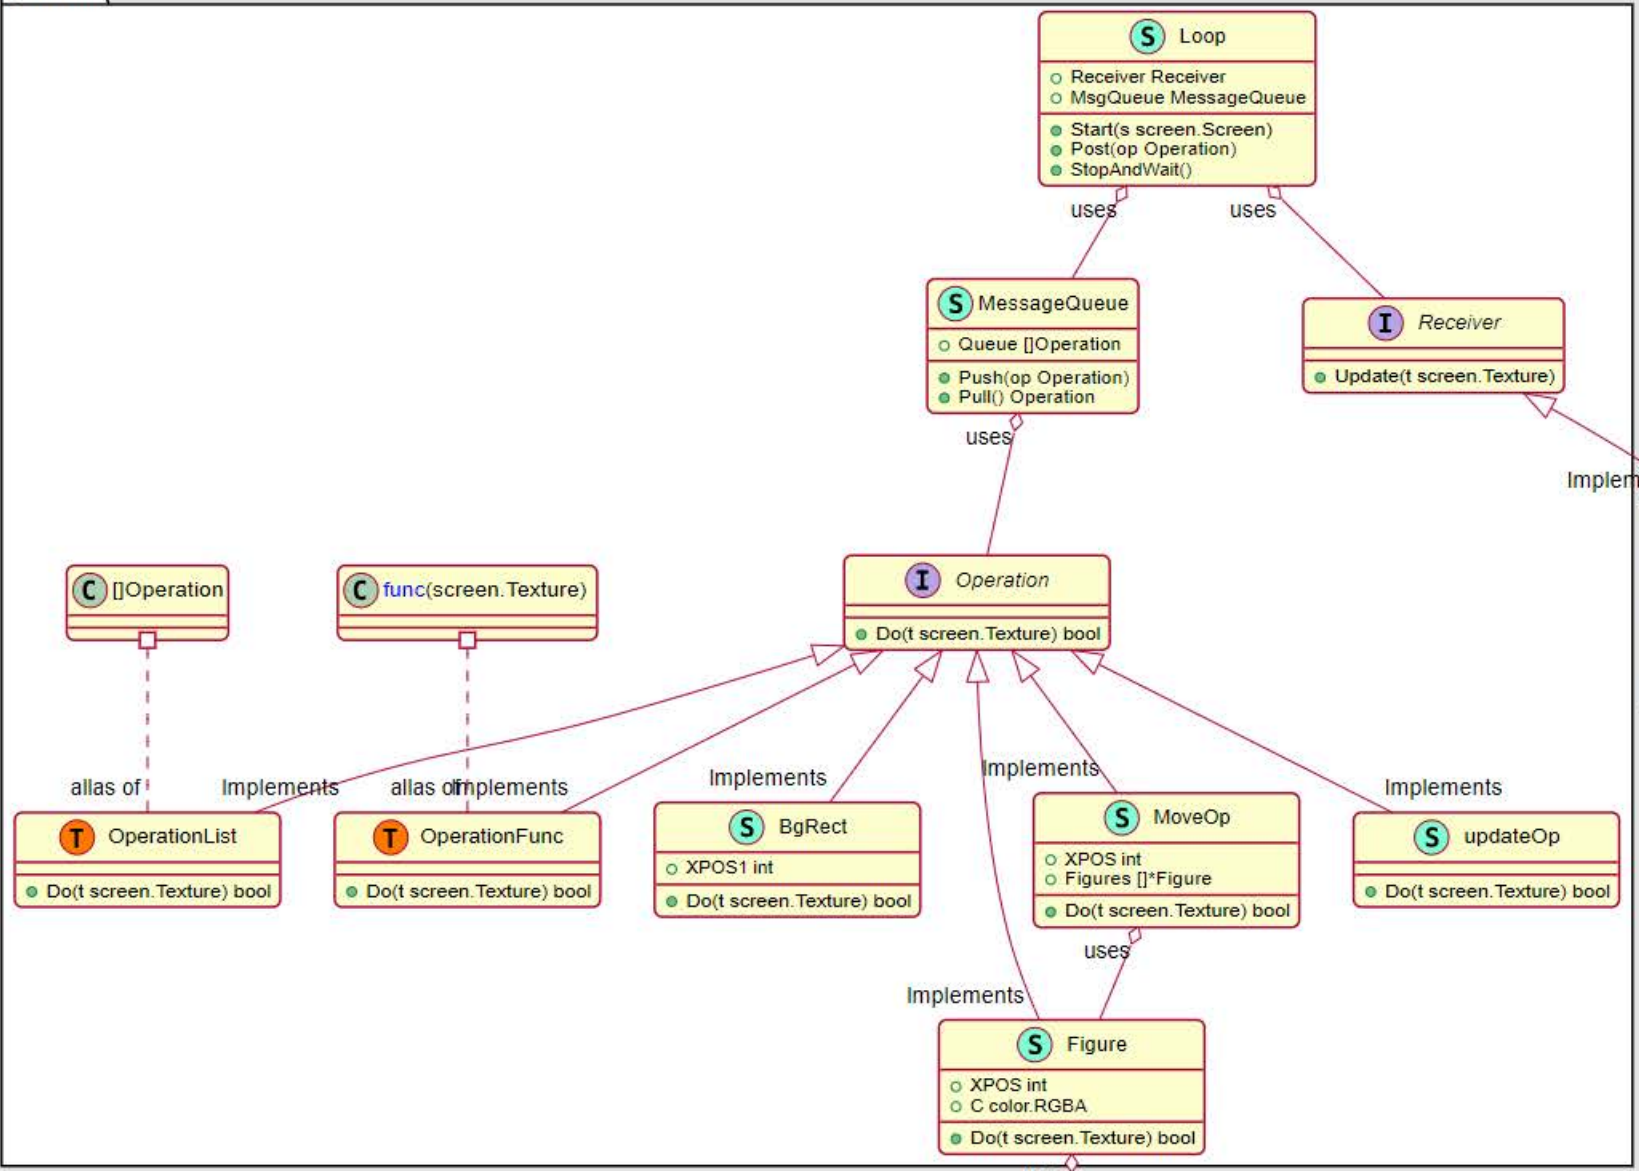 S Loop
Receiver Receiver
MsgQueue MessageQueue
Start(s screen.Screen)
Post(op Operation)
StopAndWait()
uses
uses
S MessageQueue
Queue []Operation
Push(op Operation)
Pull() Operation
I Receiver
Update(t screen.Texture)
uses
Implem
C []Operation
C func(screen.Texture)
I Operation
Do(t screen.Texture) bool
allas of
Implements
allas of
Implements
Implements
Implements
Implements
T OperationList
Do(t screen.Texture) bool
T OperationFunc
Do(t screen.Texture) bool
S BgRect
XPOS1 int
Do(t screen.Texture) bool
S MoveOp
XPOS int
Figures []*Figure
Do(t screen.Texture) bool
S updateOp
Do(t screen.Texture) bool
uses
Implements
S Figure
XPOS int
C color.RGBA
Do(t screen.Texture) bool